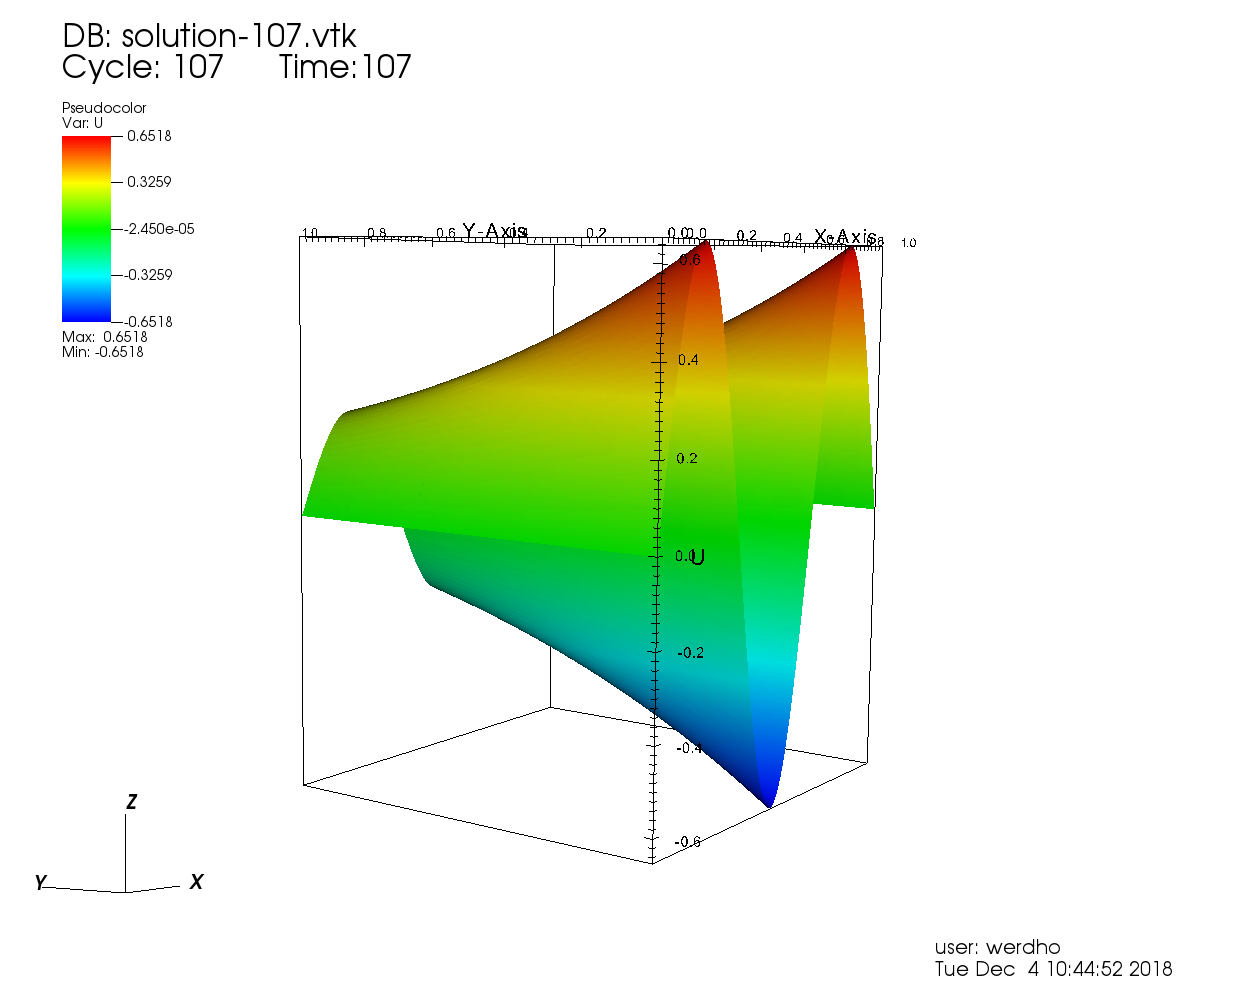 DB: solution-107.vtk
Cycle: 107 Time:107
Pseudocolor
Var: U
0.6518
0.3259
-2.450e-05
-0.3259
-0.6518
Max: 0.6518
Min: -0.6518
1.0 0.8 0.6 Y-Axis 0.2 0.0 0.0 0.2 0.4 X-Axis 0.8 1.0
0.6
0.4
0.2
0.0 U
-0.2
-0.4
-0.6
Z
Y X
user: werdho
Tue Dec 4 10:44:52 2018